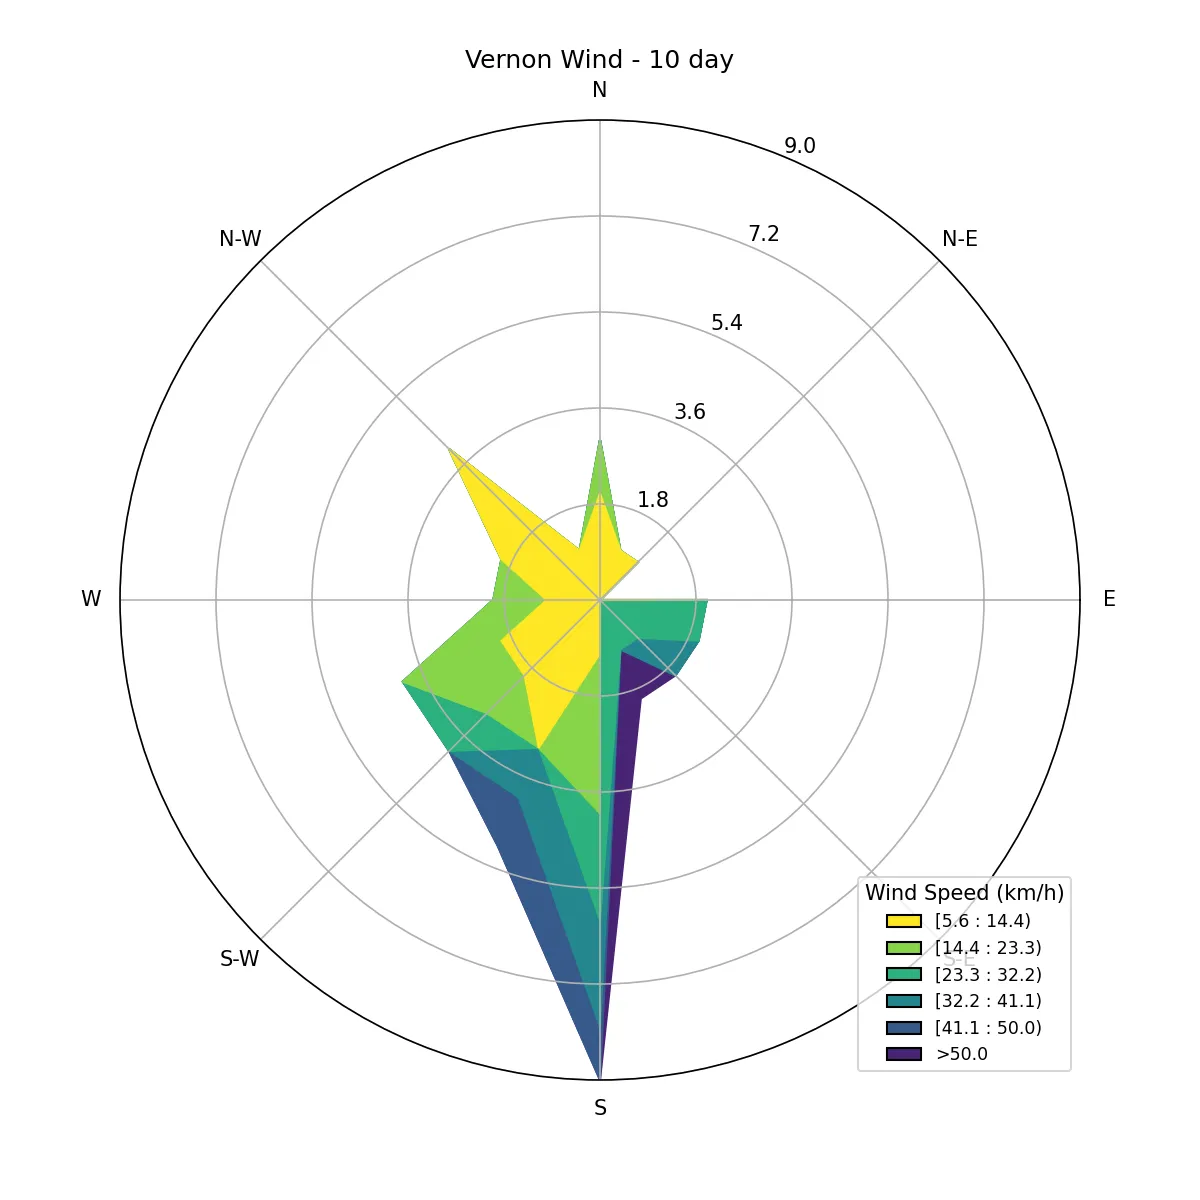 Vernon Wind - 10 day
N
9.0
N-W
7.2
N-E
5.4
3.6
1.8
W
E
S-W
S-E
Wind Speed (km/h)
[5.6 : 14.4)
[14.4 : 23.3)
[23.3 : 32.2)
[32.2 : 41.1)
[41.1 : 50.0)
>50.0
S